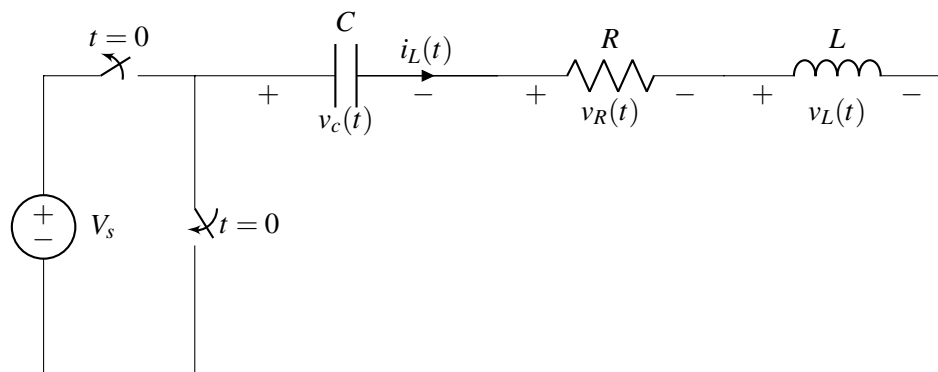 C
R
L
t = 0
i_L(t)
+
−
+
−
+
−
v_c(t)
v_R(t)
v_L(t)
+
−
V_s
t = 0